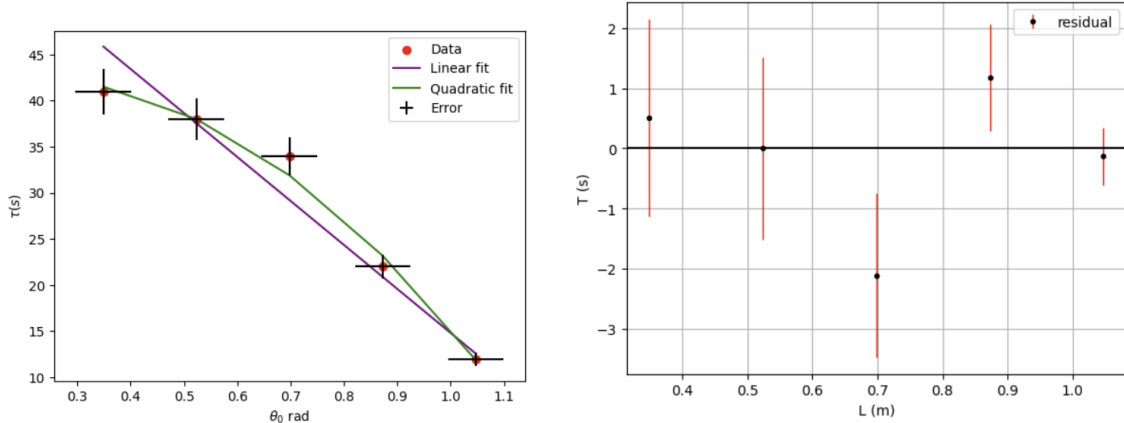 Data
Linear fit
Quadratic fit
Error
45
40
35
30
25
20
15
10
τ(s)
0.3 0.4 0.5 0.6 0.7 0.8 0.9 1.0 1.1
θ₀ rad
residual
2
1
0
−1
−2
−3
T (s)
0.4 0.5 0.6 0.7 0.8 0.9 1.0
L (m)